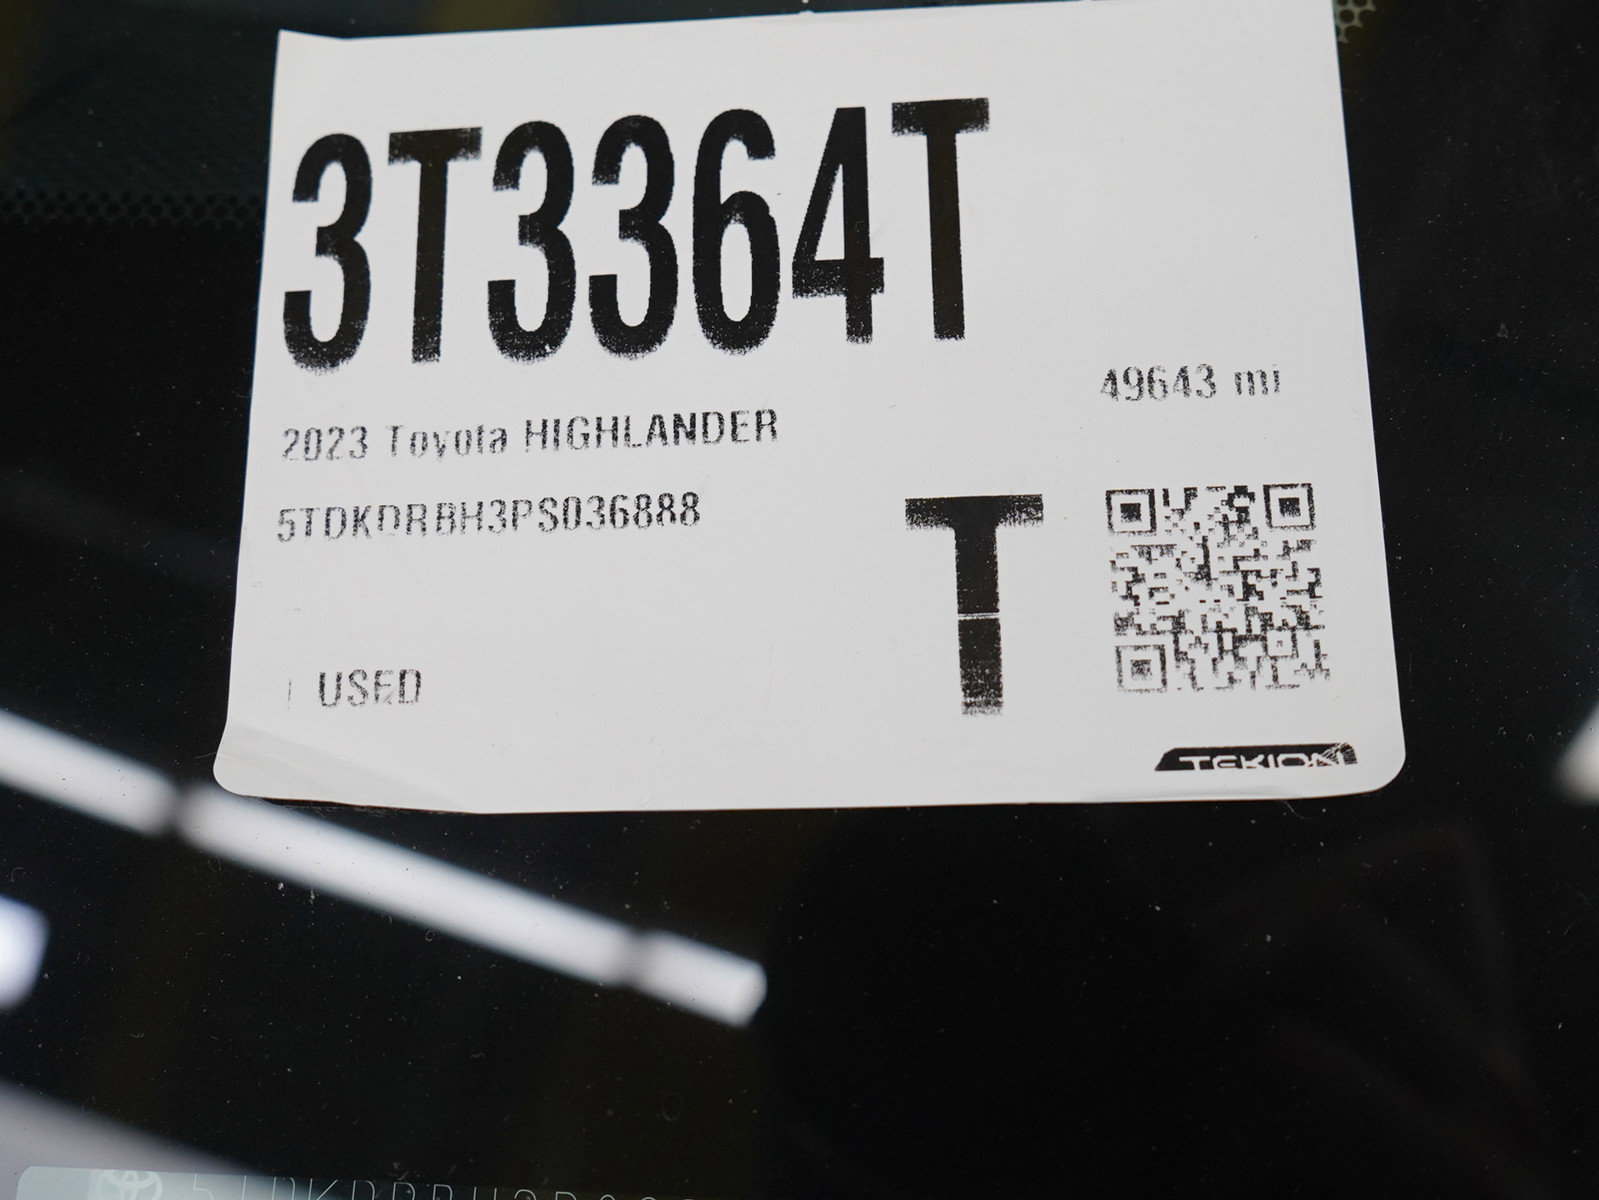 3T3364T
49643 mi
2023 Toyota HIGHLANDER
5TDKDRBH3PS036888
T
USED
TEKION